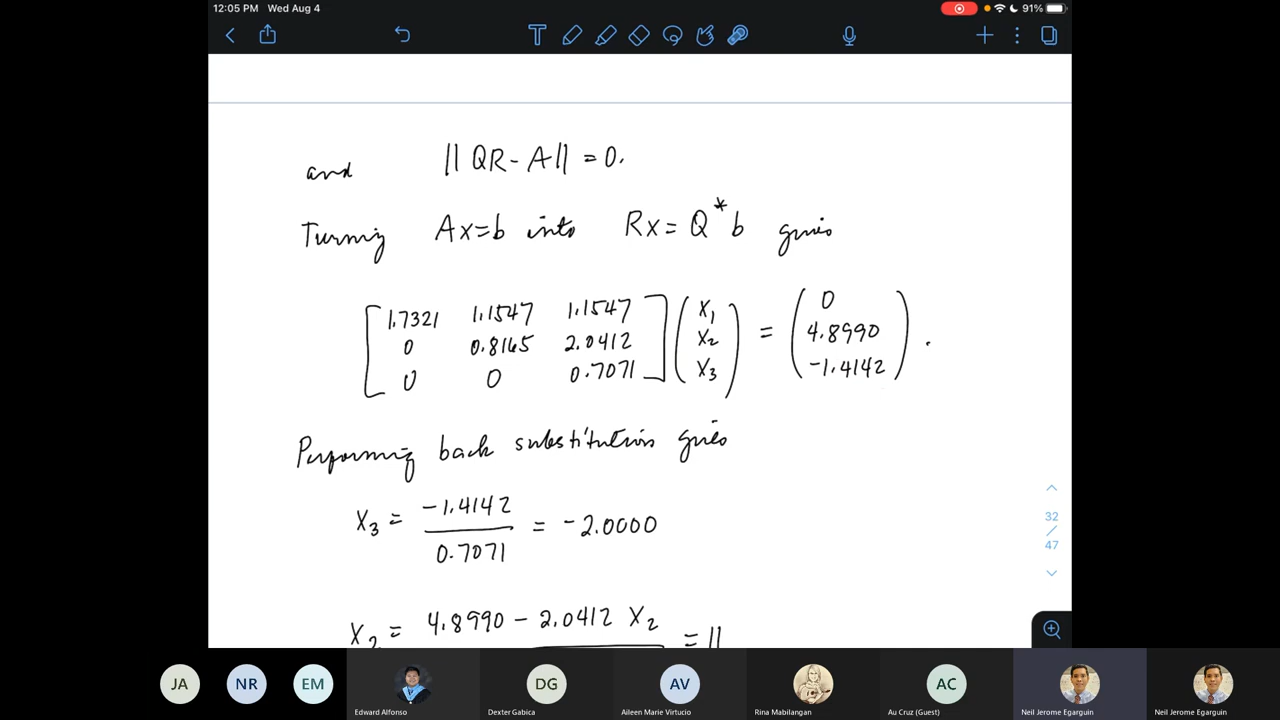 12:05 PM Wed Aug 4
91%
and || QR - A || = 0.
Turning Ax=b into Rx = Q* b gives
[ 1.7321 1.1547 1.1547 ] ( x1 ) ( 0 )
0 0.8165 2.0412 x2 = 4.8990
0 0 0.7071 x3 -1.4142 .
Performing back substitution gives
x3 = -1.4142 / 0.7071 = -2.0000
x2 = 4.8990 - 2.0412 x2 = 11
32
/
47
JA
NR
EM
Edward Alfonso
DG
Dexter Gabica
AV
Aileen Marie Virtucio
Rina Mabilangan
AC
Au Cruz (Guest)
Neil Jerome Egarguin
Neil Jerome Egarguin